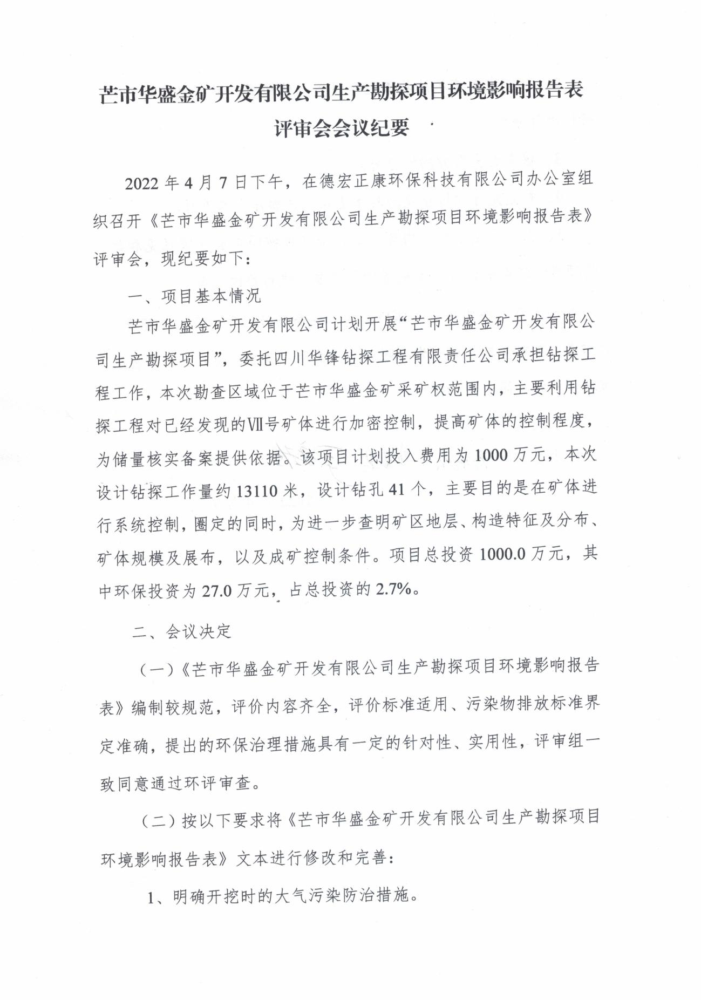 芒市华盛金矿开发有限公司生产勘探项目环境影响报告表
评审会会议纪要
2022 年 4 月 7 日下午，在德宏正康环保科技有限公司办公室组
织召开《芒市华盛金矿开发有限公司生产勘探项目环境影响报告表》
评审会，现纪要如下：
一、项目基本情况
芒市华盛金矿开发有限公司计划开展“芒市华盛金矿开发有限公
司生产勘探项目”，委托四川华锋钻探工程有限责任公司承担钻探工
程工作，本次勘查区域位于芒市华盛金矿采矿权范围内，主要利用钻
探工程对已经发现的Ⅶ号矿体进行加密控制，提高矿体的控制程度，
为储量核实备案提供依据。该项目计划投入费用为 1000 万元，本次
设计钻探工作量约 13110 米，设计钻孔 41 个，主要目的是在矿体进
行系统控制，圈定的同时，为进一步查明矿区地层、构造特征及分布、
矿体规模及展布，以及成矿控制条件。项目总投资 1000.0 万元，其
中环保投资为 27.0 万元，占总投资的 2.7%。
二、会议决定
（一）《芒市华盛金矿开发有限公司生产勘探项目环境影响报告
表》编制较规范，评价内容齐全，评价标准适用、污染物排放标准界
定准确，提出的环保治理措施具有一定的针对性、实用性，评审组一
致同意通过环评审查。
（二）按以下要求将《芒市华盛金矿开发有限公司生产勘探项目
环境影响报告表》文本进行修改和完善：
1、明确开挖时的大气污染防治措施。